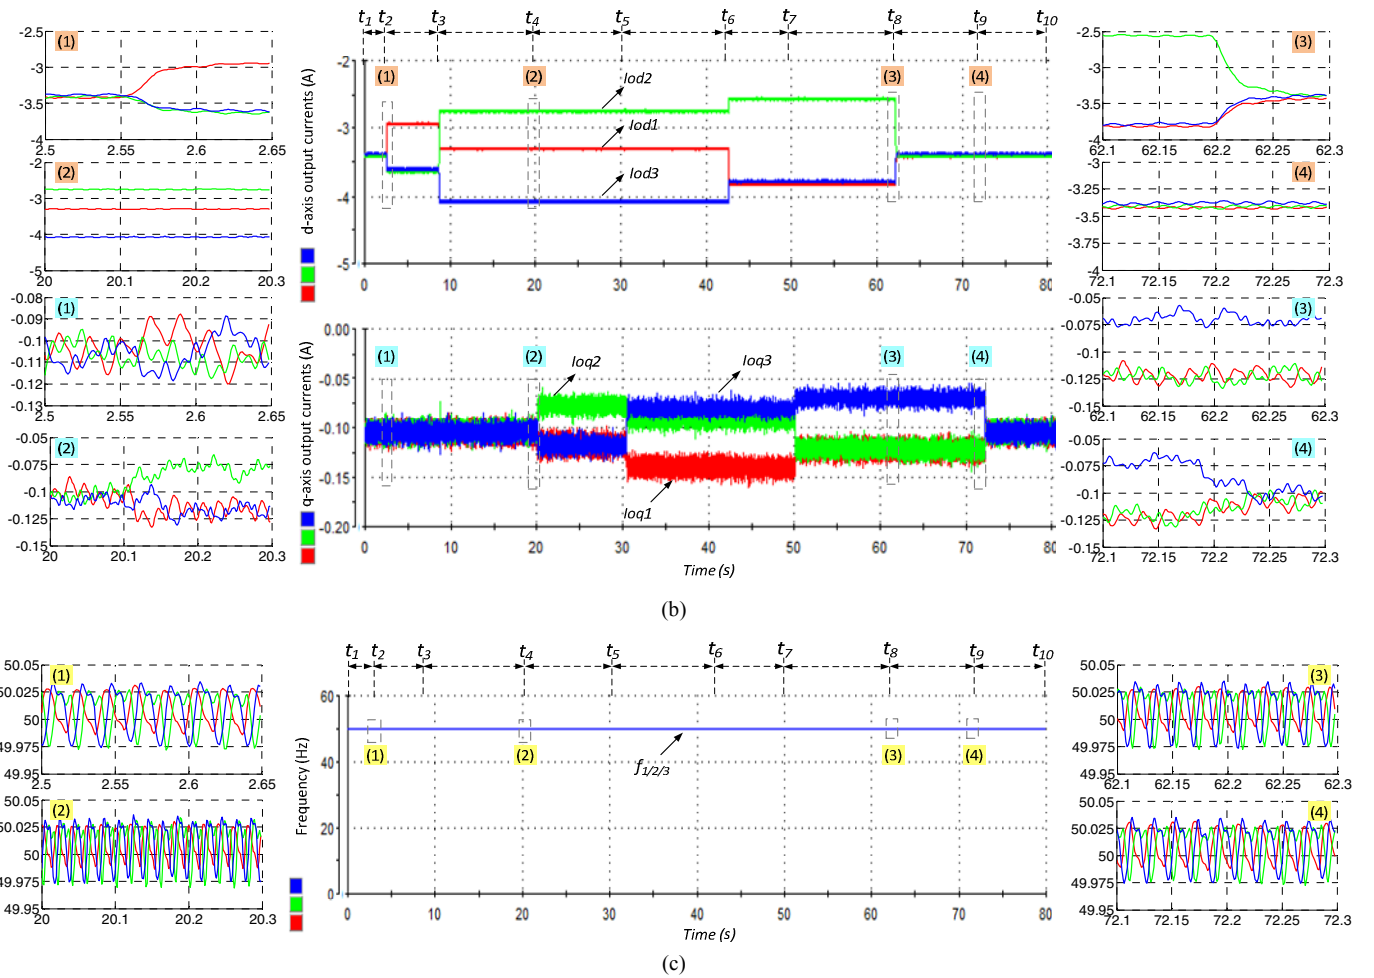 t1 t2 t3 t4 t5 t6 t7 t8 t9 t10
-2.5
-3
-3.5
-4
2.5 2.55 2.6 2.65
(1)
-2
-3
-4
-5
20 20.1 20.2 20.3
(2)
-0.08
-0.09
-0.1
-0.11
-0.12
-0.13
2.5 2.55 2.6 2.65
(1)
-0.05
-0.075
-0.1
-0.125
-0.15
20 20.1 20.2 20.3
(2)
d-axis output currents (A)
-2
-3
-4
-5
0 10 20 30 40 50 60 70 80
(1) (2) (3) (4)
Iod2
Iod1
Iod3
q-axis output currents (A)
0.00
-0.05
-0.10
-0.15
-0.20
0 10 20 30 40 50 60 70 80
(1) (2) (3) (4)
Ioq2
Ioq3
Ioq1
Time (s)
-2.5
-3
-3.5
-4
62.1 62.15 62.2 62.25 62.3
(3)
-3
-3.25
-3.5
-3.75
-4
72.1 72.15 72.2 72.25 72.3
(4)
-0.05
-0.075
-0.1
-0.125
-0.15
62.1 62.15 62.2 62.25 62.3
(3)
-0.05
-0.075
-0.1
-0.125
-0.15
72.1 72.15 72.2 72.25 72.3
(4)
(b)
t1 t2 t3 t4 t5 t6 t7 t8 t9 t10
50.05
50.025
50
49.975
49.95
2.5 2.55 2.6 2.65
(1)
50.05
50.025
50
49.975
49.95
20 20.1 20.2 20.3
(2)
Frequency (Hz)
60
40
20
0
0 10 20 30 40 50 60 70 80
(1) (2) (3) (4)
f1/2/3
Time (s)
50.05
50.025
50
49.975
49.95
62.1 62.15 62.2 62.25 62.3
(3)
50.05
50.025
50
49.975
49.95
72.1 72.15 72.2 72.25 72.3
(4)
(c)